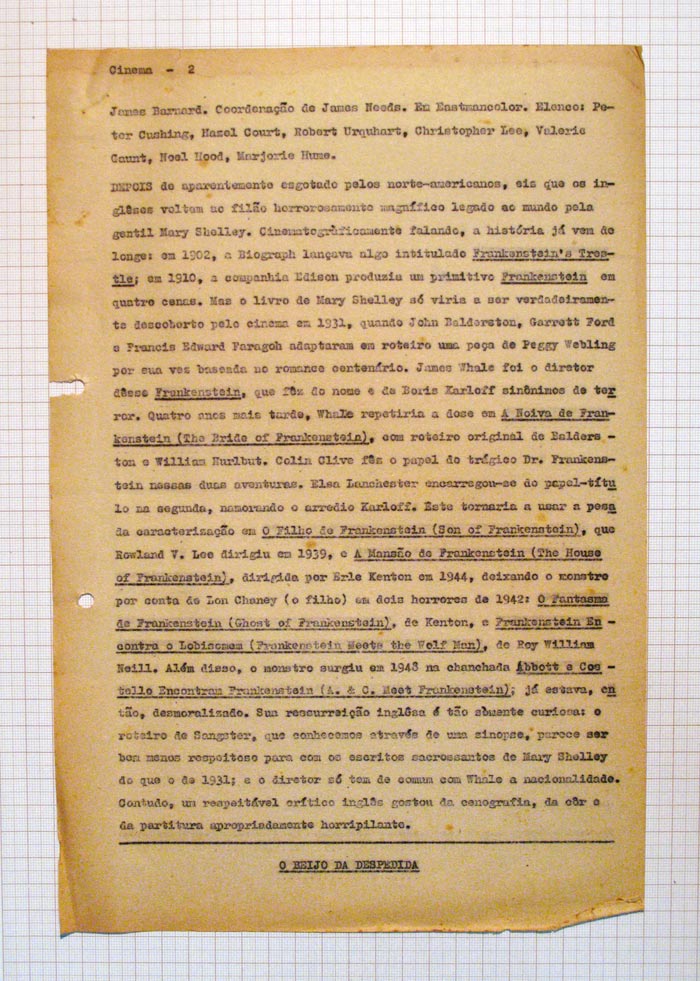 Cinema - 2
James Barnard. Coordenação de James Needs. Em Eastmancolor. Elenco: Pe-
ter Cushing, Hazel Court, Robert Urquhart, Christopher Lee, Valerie
Gaunt, Noel Hood, Marjorie Hume.
DEPOIS de aparentemente esgotado pelos norte-americanos, eis que os in-
glêses voltam ao filão horrorosamente magnífico legado ao mundo pela
gentil Mary Shelley. Cinematogràficamente falando, a história já vem de
longe: em 1902, a Biograph lançava algo intitulado Frankenstein's Tres-
tle; em 1910, a companhia Edison produzia um primitivo Frankenstein em
quatro cenas. Mas o livro de Mary Shelley só viria a ser verdadeiramen-
te descoberto pelo cinema em 1931, quando John Balderston, Garrett Ford
e Francis Edward Faragoh adaptaram em roteiro uma peça de Peggy Webling
por sua vez baseada no romance centenário. James Whale foi o diretor
dêsse Frankenstein, que fêz do nome e de Boris Karloff sinônimos de ter
ror. Quatro anos mais tarde, Whale repetiria a dose em A Noiva de Fran-
kenstein (The Bride of Frankenstein), com roteiro original de Balders -
ton e William Hurlbut. Colin Clive fêz o papel do trágico Dr. Frankens-
tein nessas duas aventuras. Elsa Lanchester encarregou-se do papel-títu
lo na segunda, namorando o arredio Karloff. Êste tornaria a usar a pesa
da caracterização em O Filho de Frankenstein (Son of Frankenstein), que
Rowland V. Lee dirigiu em 1939, e A Mansão de Frankenstein (The House
of Frankenstein), dirigida por Erle Kenton em 1944, deixando o monstro
por conta de Lon Chaney (o filho) em dois horrores de 1942: O Fantasma
de Frankenstein (Ghost of Frankenstein), de Kenton, e Frankenstein En-
contra o Lobisomem (Frankenstein Meets the Wolf Man), de Roy William
Neill. Além disso, o monstro surgiu em 1948 na chanchada Abbott e Cos-
tello Encontram Frankenstein (A. & C. Meet Frankenstein); já estava, en
tão, desmoralizado. Sua ressurreição inglêsa é tão sòmente curiosa: o
roteiro de Sangster, que conhecemos através de uma sinopse, parece ser
bem menos respeitoso para com os escritos sacrossantos de Mary Shelley
do que o de 1931; e o diretor só tem de comum com Whale a nacionalidade.
Contudo, um respeitável crítico inglês gostou da cenografia, da côr e
da partitura apropriadamente horripilante.
O BEIJO DA DESPEDIDA